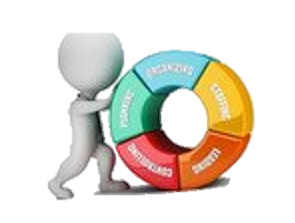 PLANNING
ORGANIZING
STAFFING
LEADING
CONTROLLING